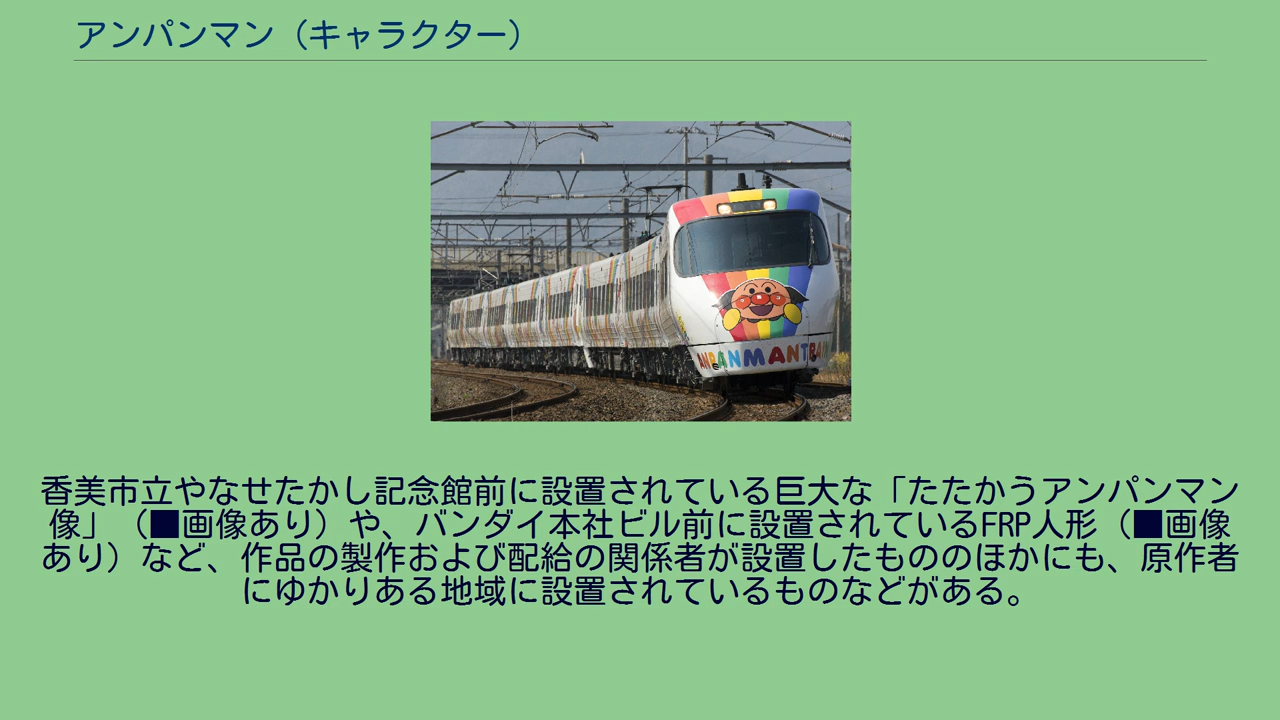 アンパンマン（キャラクター）
ANPANMANTRA
香美市立やなせたかし記念館前に設置されている巨大な「たたかうアンパンマン
像」（■画像あり）や、バンダイ本社ビル前に設置されているFRP人形（■画像
あり）など、作品の製作および配給の関係者が設置したもののほかにも、原作者
にゆかりある地域に設置されているものなどがある。